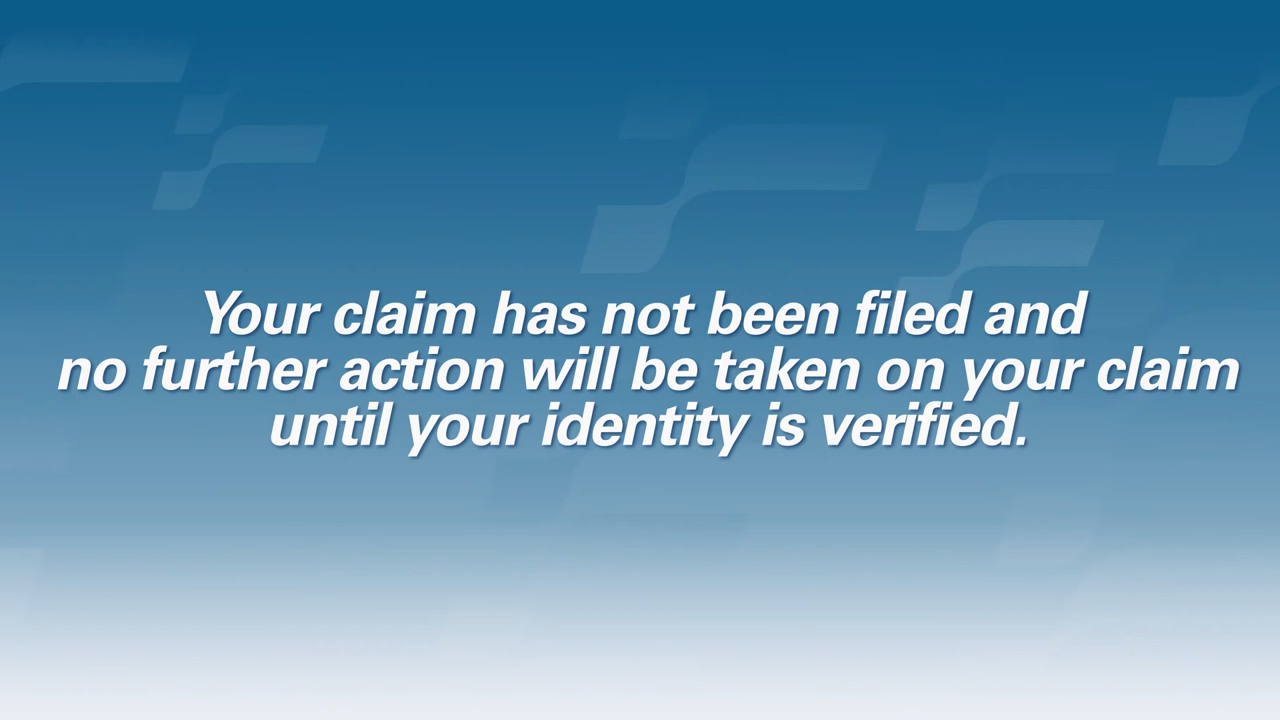 Your claim has not been filed and
no further action will be taken on your claim
until your identity is verified.